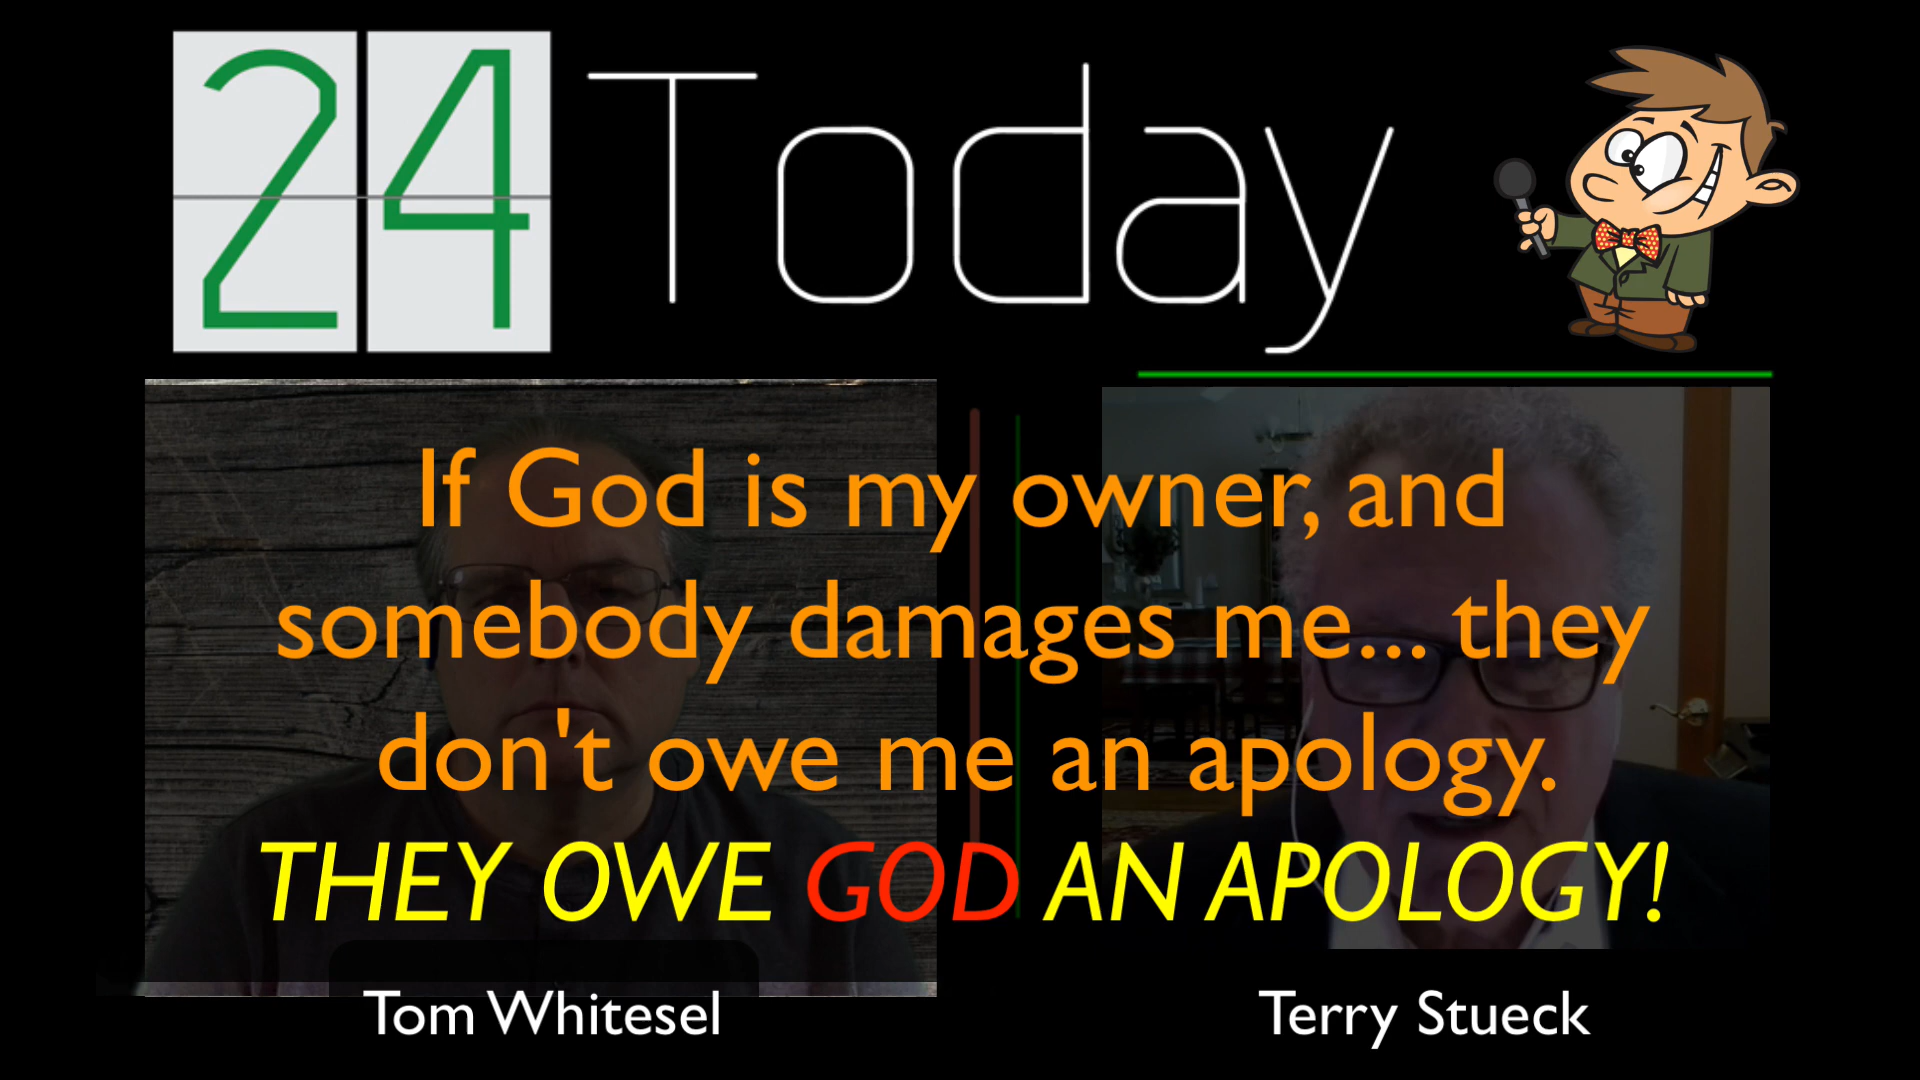 24 Today
If God is my owner, and
somebody damages me... they
don't owe me an apology.
THEY OWE GOD AN APOLOGY!
Tom Whitesel
Terry Stueck